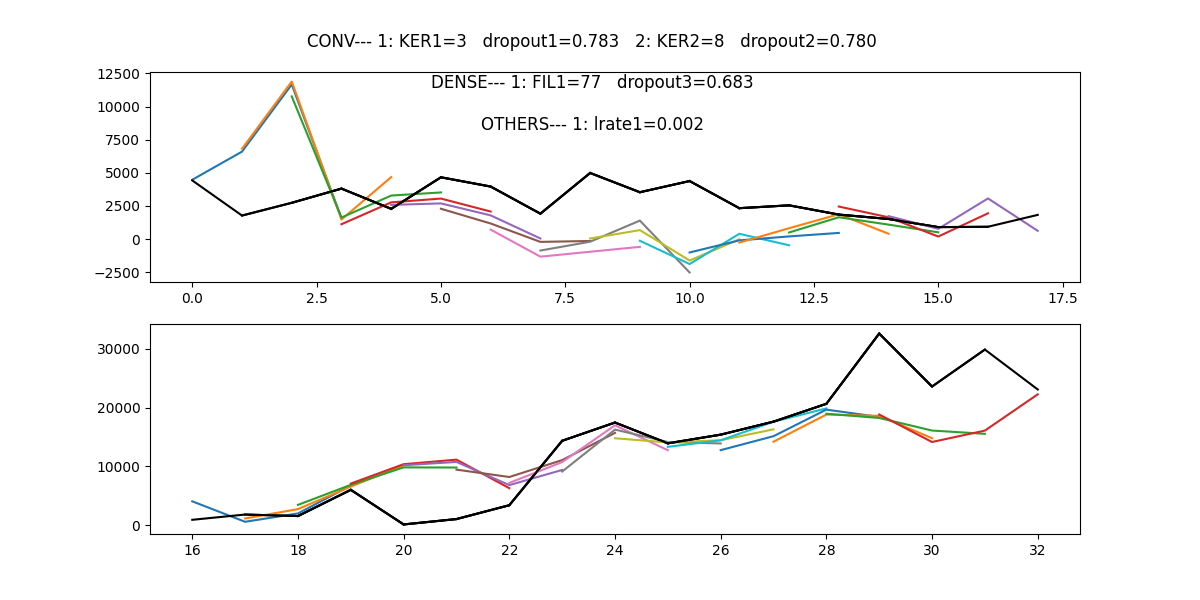 CONV--- 1: KER1=3   dropout1=0.783   2: KER2=8   dropout2=0.780
DENSE--- 1: FIL1=77   dropout3=0.683
OTHERS--- 1: lrate1=0.002
12500
10000
7500
5000
2500
0
−2500
0.0 2.5 5.0 7.5 10.0 12.5 15.0 17.5
30000
20000
10000
0
16 18 20 22 24 26 28 30 32